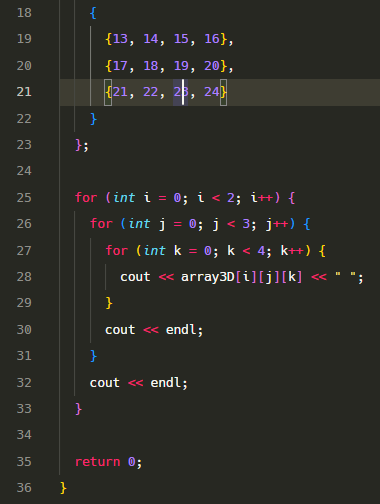 18 {
19 {13, 14, 15, 16},
20 {17, 18, 19, 20},
21 {21, 22, 23, 24}
22 }
23 };
24
25 for (int i = 0; i < 2; i++) {
26 for (int j = 0; j < 3; j++) {
27 for (int k = 0; k < 4; k++) {
28 cout << array3D[i][j][k] << " ";
29 }
30 cout << endl;
31 }
32 cout << endl;
33 }
34
35 return 0;
36 }